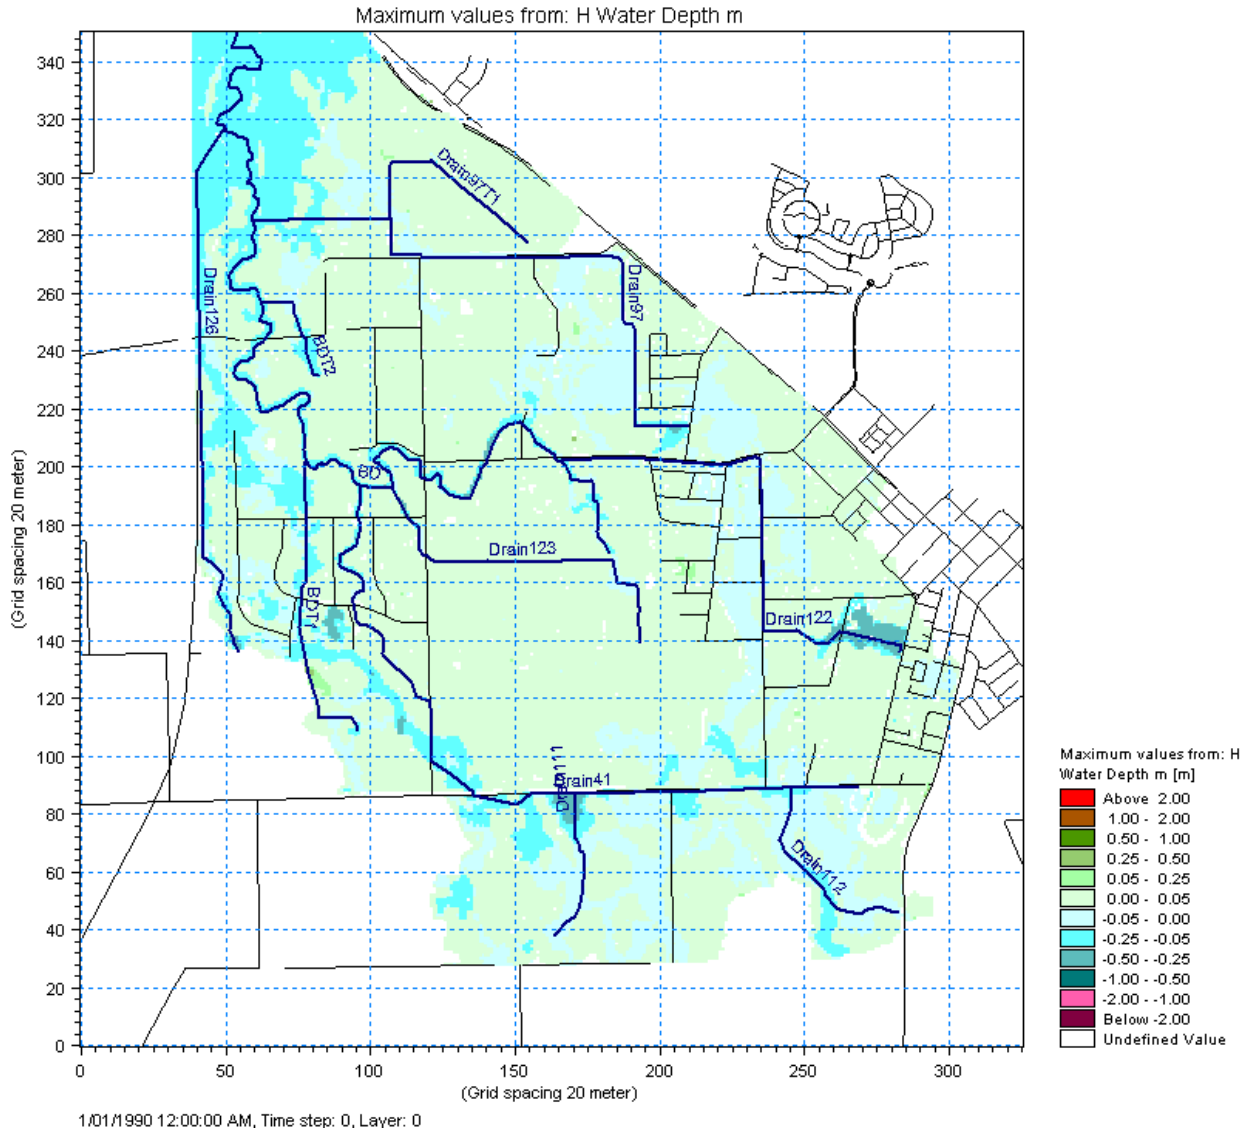 Maximum values from: H Water Depth m
340
320
300
280
260
240
220
200
180
160
140
120
100
80
60
40
20
0
(Grid spacing 20 meter)
0
50
100
150
200
250
300
(Grid spacing 20 meter)
Drain97T1
Drain126
Drain97
BDT2
BD
Drain123
BDT1
Drain122
Drain41
Drain111
Drain112
Maximum values from: H
Water Depth m [m]
Above 2.00
1.00 - 2.00
0.50 - 1.00
0.25 - 0.50
0.05 - 0.25
0.00 - 0.05
-0.05 - 0.00
-0.25 - -0.05
-0.50 - -0.25
-1.00 - -0.50
-2.00 - -1.00
Below -2.00
Undefined Value
1/01/1990 12:00:00 AM, Time step: 0, Layer: 0